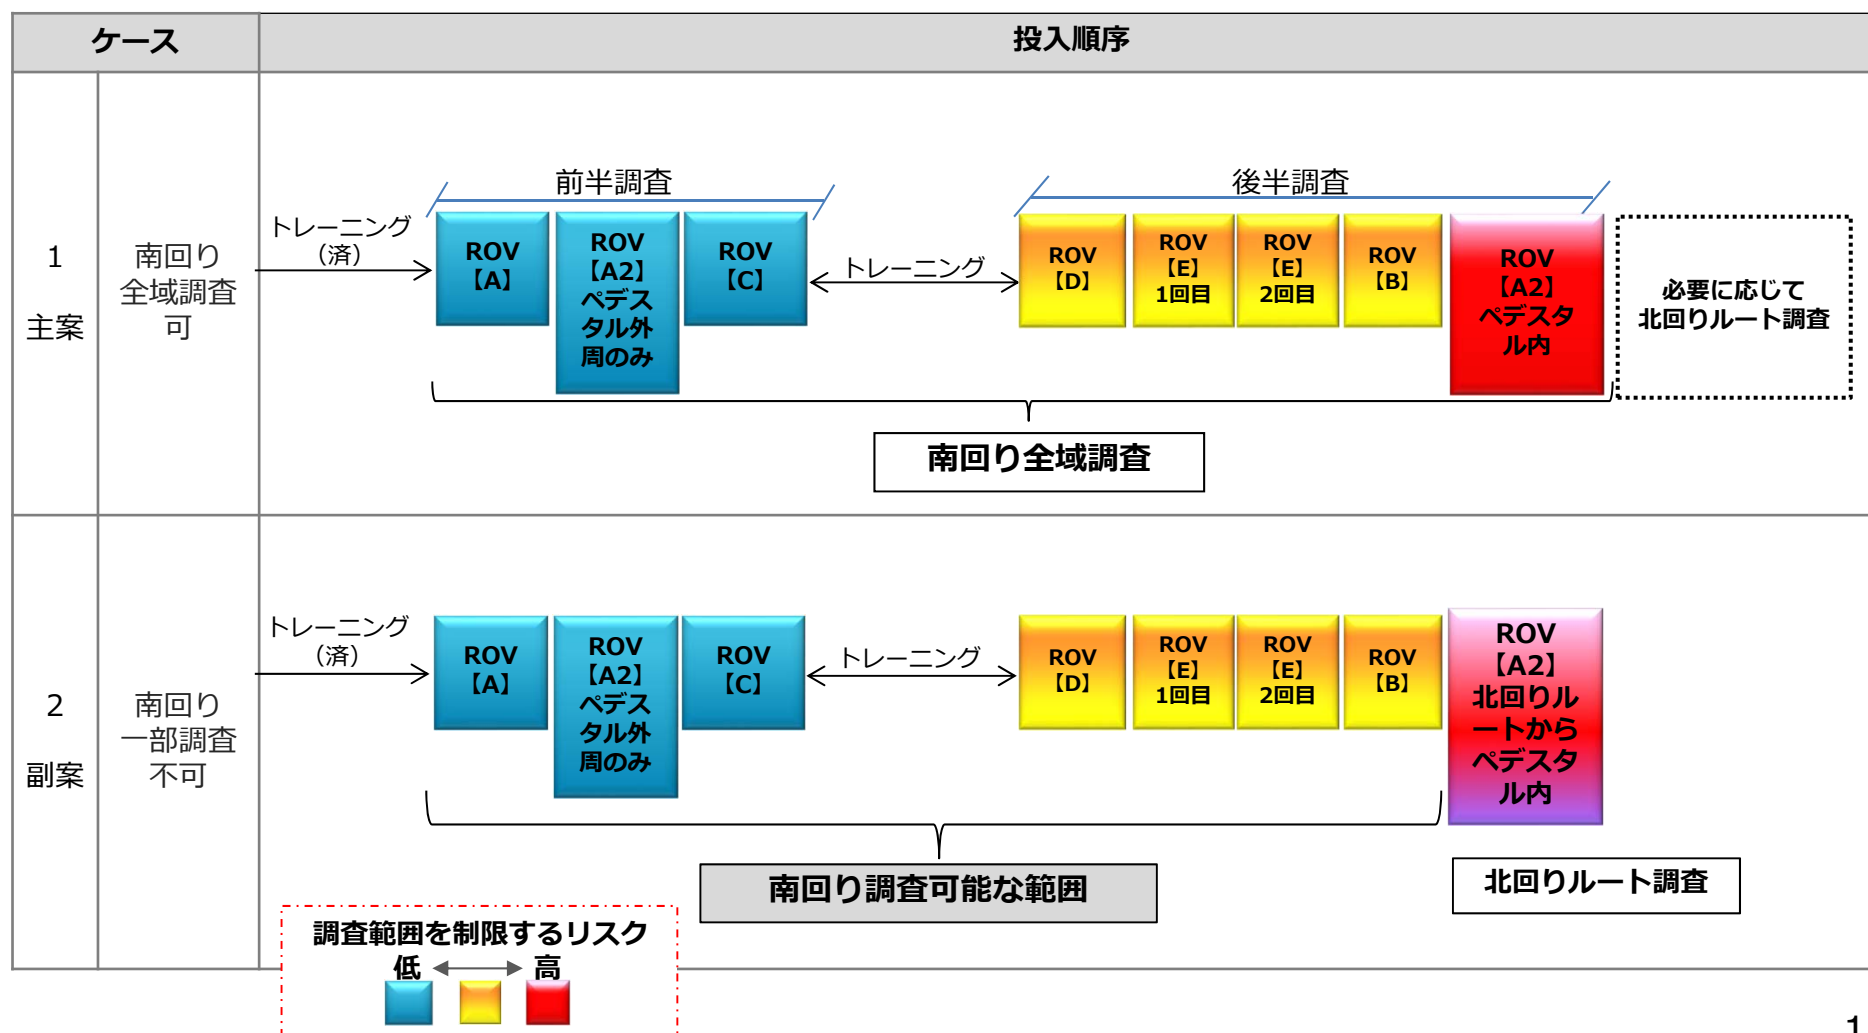 ケース
投入順序
1
主案
南回り
全域調査
可
トレーニング
（済）
前半調査
ROV
【A】
ROV
【A2】
ペデス
タル外
周のみ
ROV
【C】
トレーニング
後半調査
ROV
【D】
ROV
【E】
1回目
ROV
【E】
2回目
ROV
【B】
ROV
【A2】
ペデスタ
ル内
必要に応じて
北回りルート調査
南回り全域調査
2
副案
南回り
一部調査
不可
トレーニング
（済）
ROV
【A】
ROV
【A2】
ペデス
タル外
周のみ
ROV
【C】
トレーニング
ROV
【D】
ROV
【E】
1回目
ROV
【E】
2回目
ROV
【B】
ROV
【A2】
北回りル
ートから
ペデスタ
ル内
南回り調査可能な範囲
北回りルート調査
調査範囲を制限するリスク
低 高
1